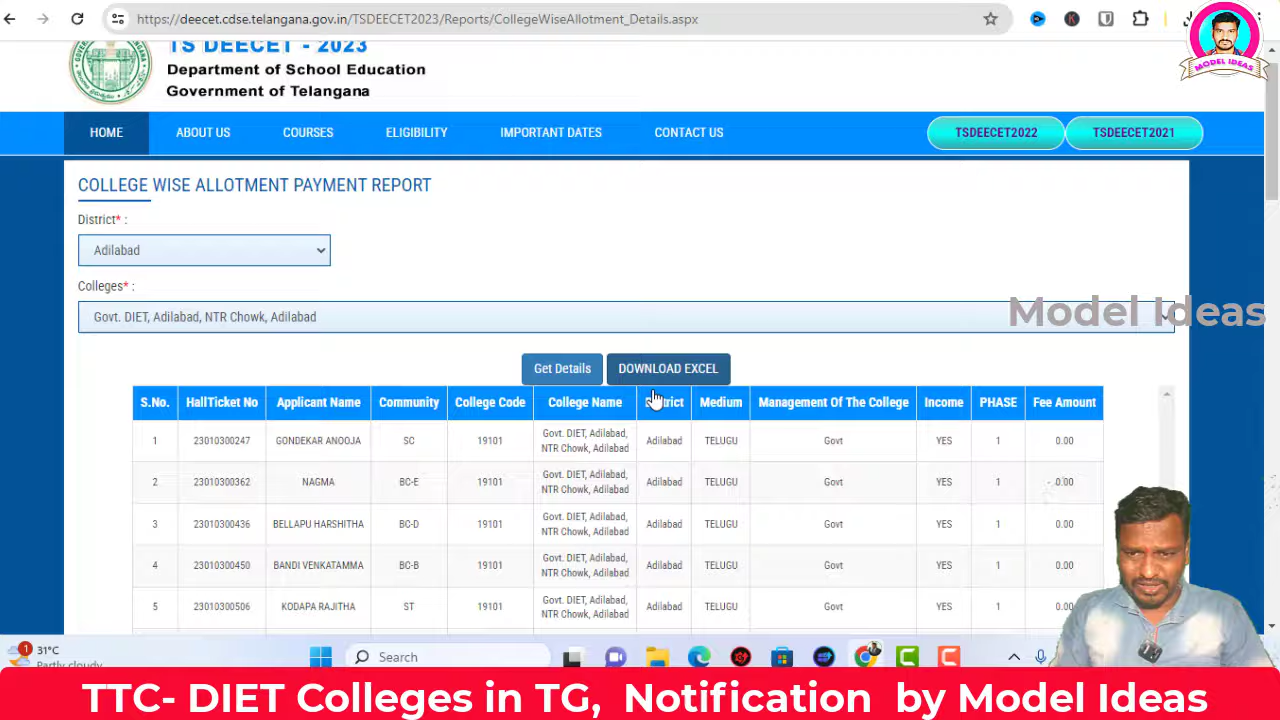 https://deecet.cdse.telangana.gov.in/TSDEECET2023/Reports/CollegeWiseAllotment_Details.aspx
MODEL IDEAS
TS DEECET - 2023
Department of School Education
Government of Telangana
HOME ABOUT US COURSES ELIGIBILITY IMPORTANT DATES CONTACT US TSDEECET2022 TSDEECET2021
COLLEGE WISE ALLOTMENT PAYMENT REPORT
District* :
Adilabad
Colleges* :
Govt. DIET, Adilabad, NTR Chowk, Adilabad
Model Ideas
Get Details DOWNLOAD EXCEL
S.No. HallTicket No Applicant Name Community College Code College Name Medium Management Of The College Income PHASE Fee Amount
1 23010300247 GONDEKAR ANOOJA SC 19101 Govt. DIET, Adilabad, NTR Chowk, Adilabad Adilabad TELUGU Govt YES 1 0.00
2 23010300362 NAGMA BC-E 19101 Govt. DIET, Adilabad, NTR Chowk, Adilabad Adilabad TELUGU Govt YES 1 0.00
3 23010300436 BELLAPU HARSHITHA BC-D 19101 Govt. DIET, Adilabad, NTR Chowk, Adilabad Adilabad TELUGU Govt YES 1 0.00
4 23010300450 BANDI VENKATAMMA BC-B 19101 Govt. DIET, Adilabad, NTR Chowk, Adilabad Adilabad TELUGU Govt YES 1 0.00
5 23010300506 KODAPA RAJITHA ST 19101 Govt. DIET, Adilabad, NTR Chowk, Adilabad Adilabad TELUGU Govt YES 1 0.00
1 31°C
Partly cloudy
Search
TTC- DIET Colleges in TG, Notification by Model Ideas